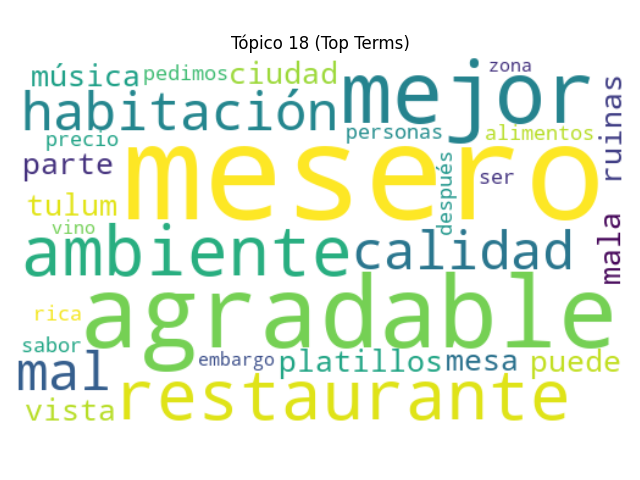 Tópico 18 (Top Terms)
música pedimos ciudad mejor zona
habitación personas alimentos ruinas
precio
parte mesero después ser
tulum
vino
ambiente calidad mala
rica agradable
sabor
mal embargo platillos mesa puede
vista restaurante